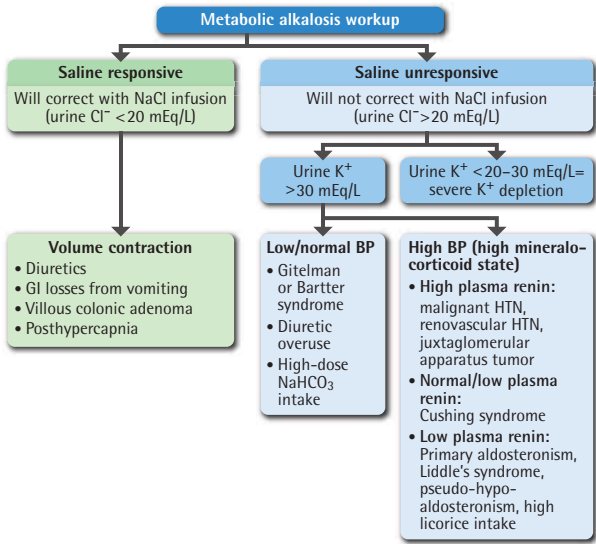 Metabolic alkalosis workup
Saline responsive
Will correct with NaCl infusion
(urine Cl⁻ <20 mEq/L)
Saline unresponsive
Will not correct with NaCl infusion
(urine Cl⁻>20 mEq/L)
Urine K⁺
>30 mEq/L
Urine K⁺ <20–30 mEq/L=
severe K⁺ depletion
Volume contraction
• Diuretics
• GI losses from vomiting
• Villous colonic adenoma
• Posthypercapnia
Low/normal BP
• Gitelman
or Bartter
syndrome
• Diuretic
overuse
• High-dose
NaHCO₃
intake
High BP (high mineralo-
corticoid state)
• High plasma renin:
malignant HTN,
renovascular HTN,
juxtaglomerular
apparatus tumor
• Normal/low plasma
renin:
Cushing syndrome
• Low plasma renin:
Primary aldosteronism,
Liddle's syndrome,
pseudo-hypo-
aldosteronism, high
licorice intake